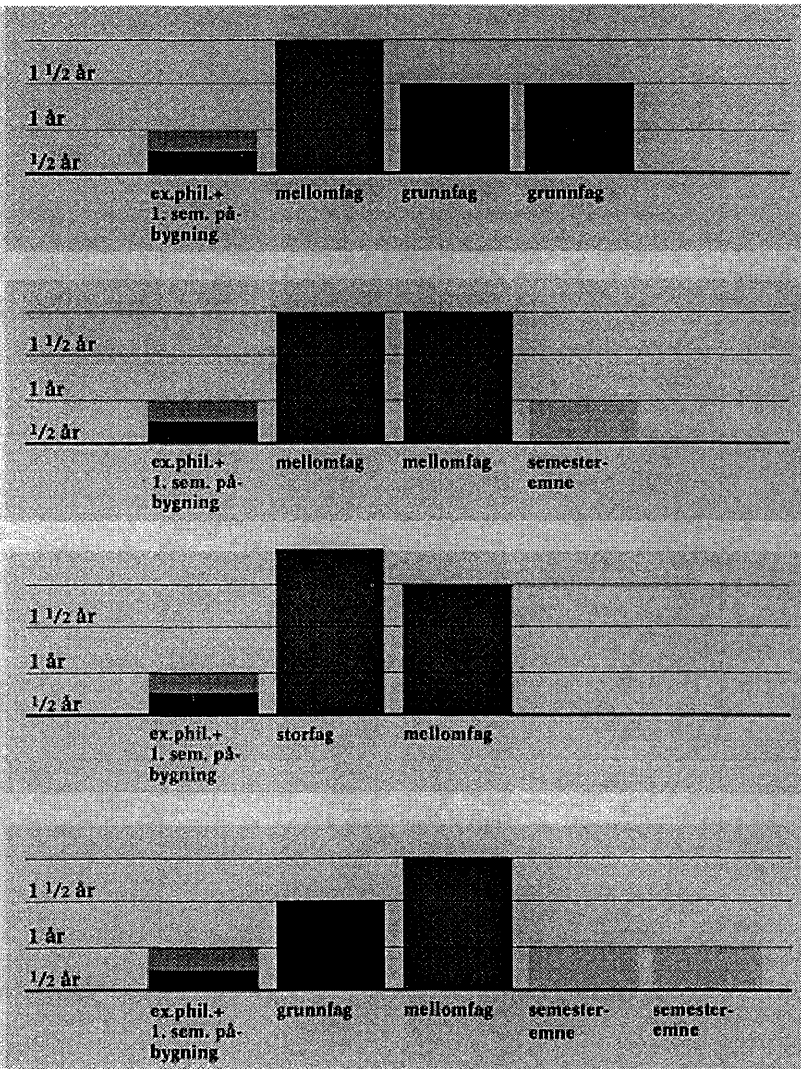 1 1/2 år
1 år
1/2 år
ex.phil.+ mellomfag grunnfag grunnfag
1. sem. på-
bygning
1 1/2 år
1 år
1/2 år
ex.phil.+ mellomfag mellomfag semester-
1. sem. på- emne
bygning
1 1/2 år
1 år
1/2 år
ex.phil.+ storfag mellomfag
1. sem. på-
bygning
1 1/2 år
1 år
1/2 år
ex.phil.+ grunnfag mellomfag semester- semester-
1. sem. på- emne emne
bygning